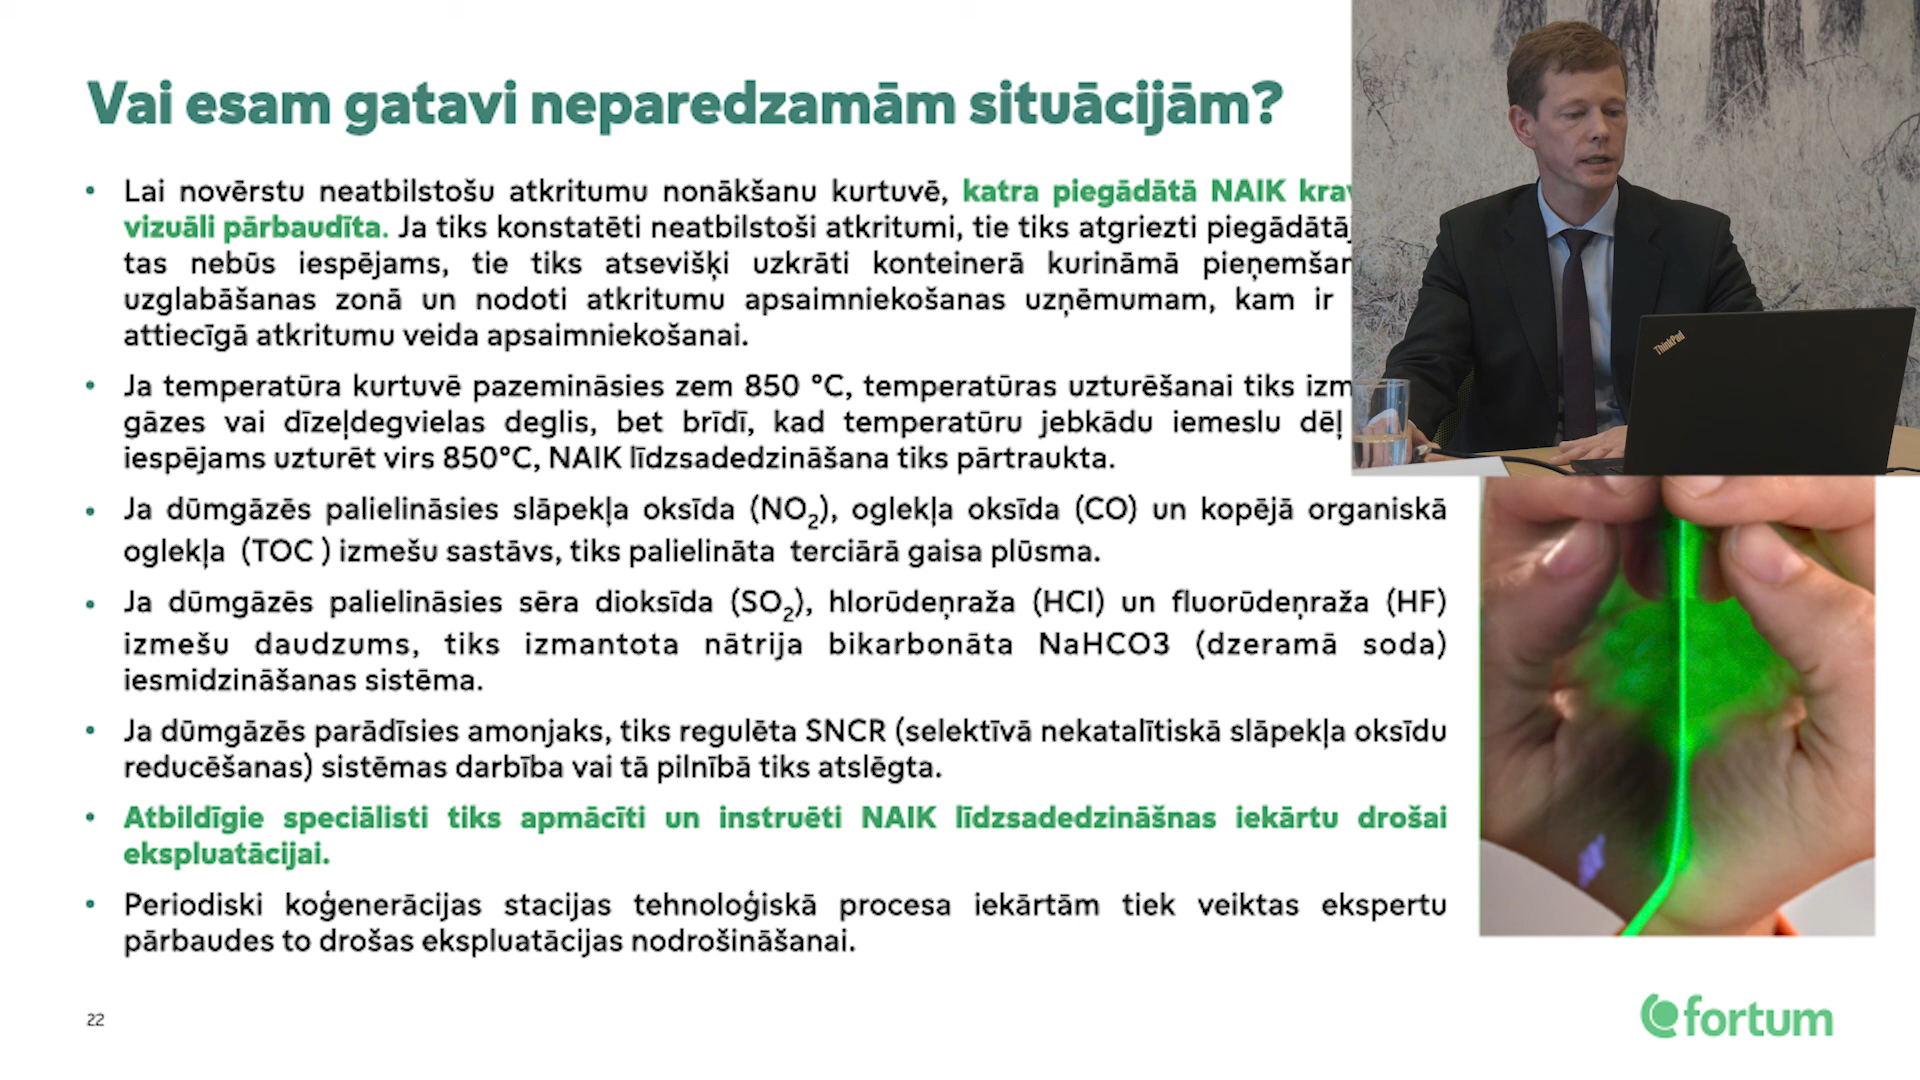 Vai esam gatavi neparedzamām situācijām?
• Lai novērstu neatbilstošu atkritumu nonākšanu kurtuvē, katra piegādātā NAIK
vizuāli pārbaudīta. Ja tiks konstatēti neatbilstoši atkritumi, tie tiks atgriezti
tas nebūs iespējams, tie tiks atsevišķi uzkrāti konteinerā kurināmā
uzglabāšanas zonā un nodoti atkritumu apsaimniekošanas uzņēmumam, kam ir
attiecīgā atkritumu veida apsaimniekošanai.
• Ja temperatūra kurtuvē pazemināsies zem 850 °C, temperatūras uzturēšanai tiks
gāzes vai dīzeļdegvielas deglis, bet brīdī, kad temperatūru jebkādu iemeslu dēļ
iespējams uzturēt virs 850°C, NAIK līdzsadedzināšana tiks pārtraukta.
• Ja dūmgāzēs palielināsies slāpekļa oksīda (NO₂), oglekļa oksīda (CO) un kopējā organiskā
oglekļa (TOC ) izmešu sastāvs, tiks palielināta terciārā gaisa plūsma.
• Ja dūmgāzēs palielināsies sēra dioksīda (SO₂), hlorūdeņraža (HCl) un fluorūdeņraža (HF)
izmešu daudzums, tiks izmantota nātrija bikarbonāta NaHCO3 (dzeramā soda)
iesmidzināšanas sistēma.
• Ja dūmgāzēs parādīsies amonjaks, tiks regulēta SNCR (selektīvā nekatalītiskā slāpekļa oksīdu
reducēšanas) sistēmas darbība vai tā pilnībā tiks atslēgta.
• Atbildīgie speciālisti tiks apmācīti un instruēti NAIK līdzsadedzināšnas iekārtu drošai
ekspluatācijai.
• Periodiski koģenerācijas stacijas tehnoloģiskā procesa iekārtām tiek veiktas ekspertu
pārbaudes to drošas ekspluatācijas nodrošināšanai.
22
fortum
ThinkPad